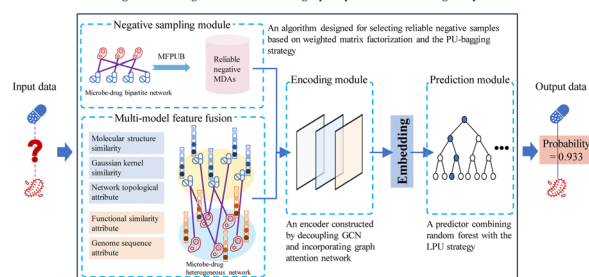 Negative sampling module
An algorithm designed for selecting reliable negative samples
based on weighted matrix factorization and the PU-bagging
strategy
MFPUB
Reliable
negative
MDAs
Microbe-drug bipartite network
Input data
?
Multi-model feature fusion
Molecular structure
similarity
Gaussian kernel
similarity
Network topological
attribute
Functional similarity
attribute
Genome sequence
attribute
Microbe-drug
heterogeneous network
Encoding module
An encoder constructed
by decoupling GCN
and incorporating graph
attention network
Embedding
Prediction module
A predictor combining
random forest with the
LPU strategy
Output data
Probability
= 0.933